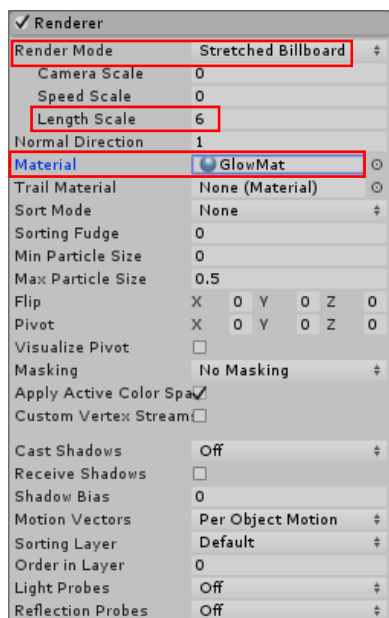 Renderer
Render Mode Stretched Billboard
Camera Scale 0
Speed Scale 0
Length Scale 6
Normal Direction 1
Material GlowMat
Trail Material None (Material)
Sort Mode None
Sorting Fudge 0
Min Particle Size 0
Max Particle Size 0.5
Flip X 0 Y 0 Z 0
Pivot X 0 Y 0 Z 0
Visualize Pivot
Masking No Masking
Apply Active Color Spa
Custom Vertex Streams
Cast Shadows Off
Receive Shadows
Shadow Bias 0
Motion Vectors Per Object Motion
Sorting Layer Default
Order in Layer 0
Light Probes Off
Reflection Probes Off